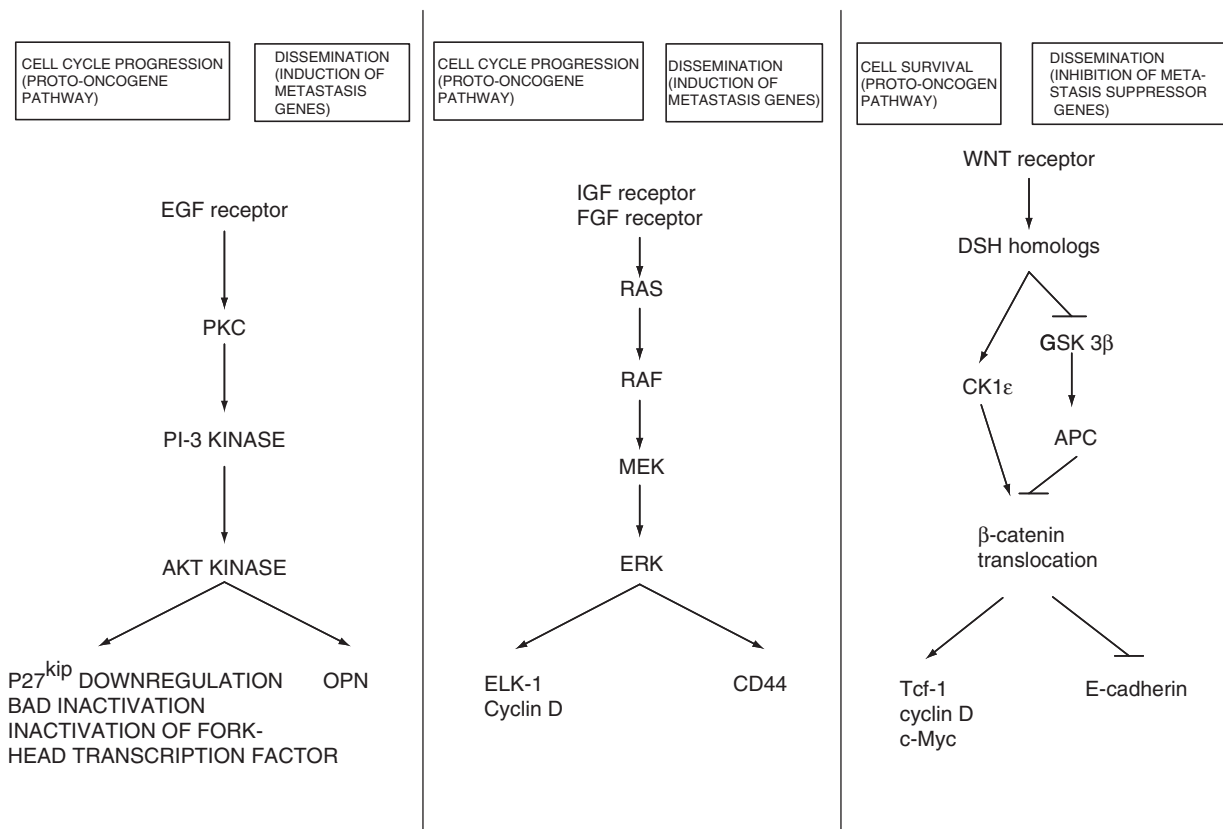 CELL CYCLE PROGRESSION
(PROTO-ONCOGENE
PATHWAY)
DISSEMINATION
(INDUCTION OF
METASTASIS
GENES)
EGF receptor
PKC
PI-3 KINASE
AKT KINASE
P27kip DOWNREGULATION
BAD INACTIVATION
INACTIVATION OF FORK-
HEAD TRANSCRIPTION FACTOR
OPN
CELL CYCLE PROGRESSION
(PROTO-ONCOGENE
PATHWAY)
DISSEMINATION
(INDUCTION OF
METASTASIS GENES)
IGF receptor
FGF receptor
RAS
RAF
MEK
ERK
ELK-1
Cyclin D
CD44
CELL SURVIVAL
(PROTO-ONCOGEN
PATHWAY)
DISSEMINATION
(INHIBITION OF META-
STASIS SUPPRESSOR
GENES)
WNT receptor
DSH homologs
GSK 3β
CK1ε
APC
β-catenin
translocation
Tcf-1
cyclin D
c-Myc
E-cadherin